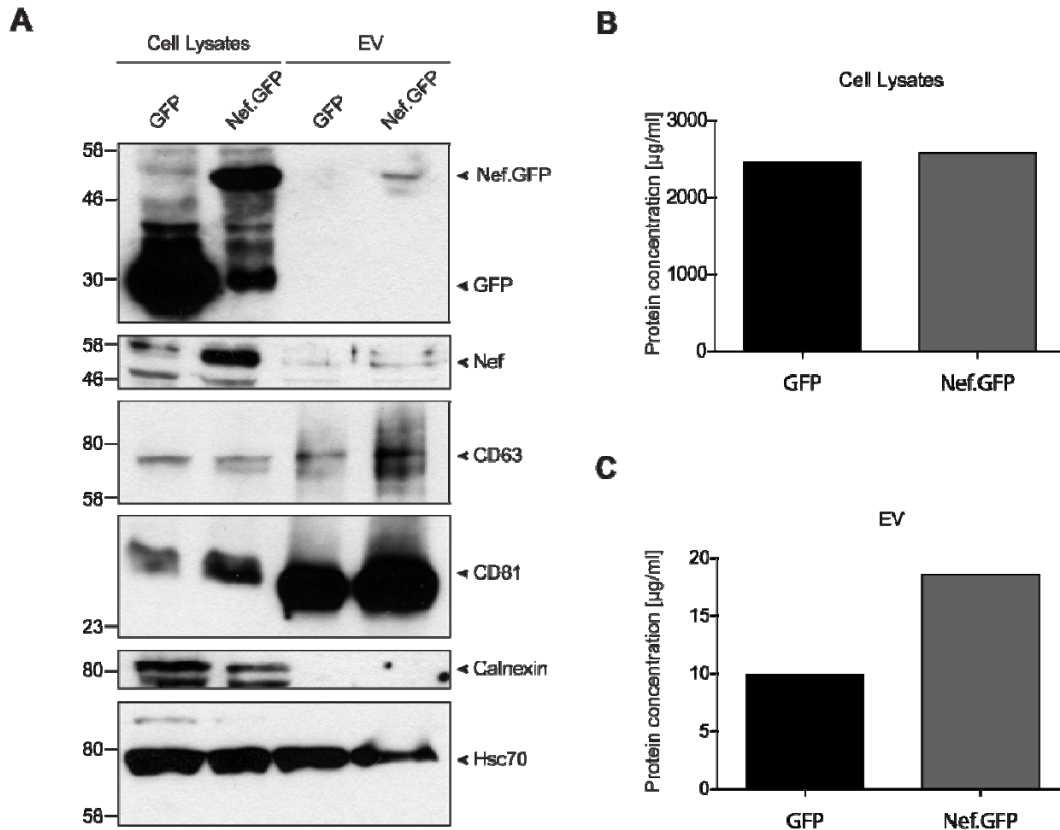 A
Cell Lysates
EV
GFP
Nef.GFP
GFP
Nef.GFP
58
46
30
Nef.GFP
GFP
58
46
Nef
80
58
CD63
23
CD81
80
Calnexin
80
58
Hsc70
B
Cell Lysates
Protein concentration [µg/ml]
3000
2000
1000
0
GFP
Nef.GFP
C
EV
Protein concentration [µg/ml]
20
15
10
5
0
GFP
Nef.GFP